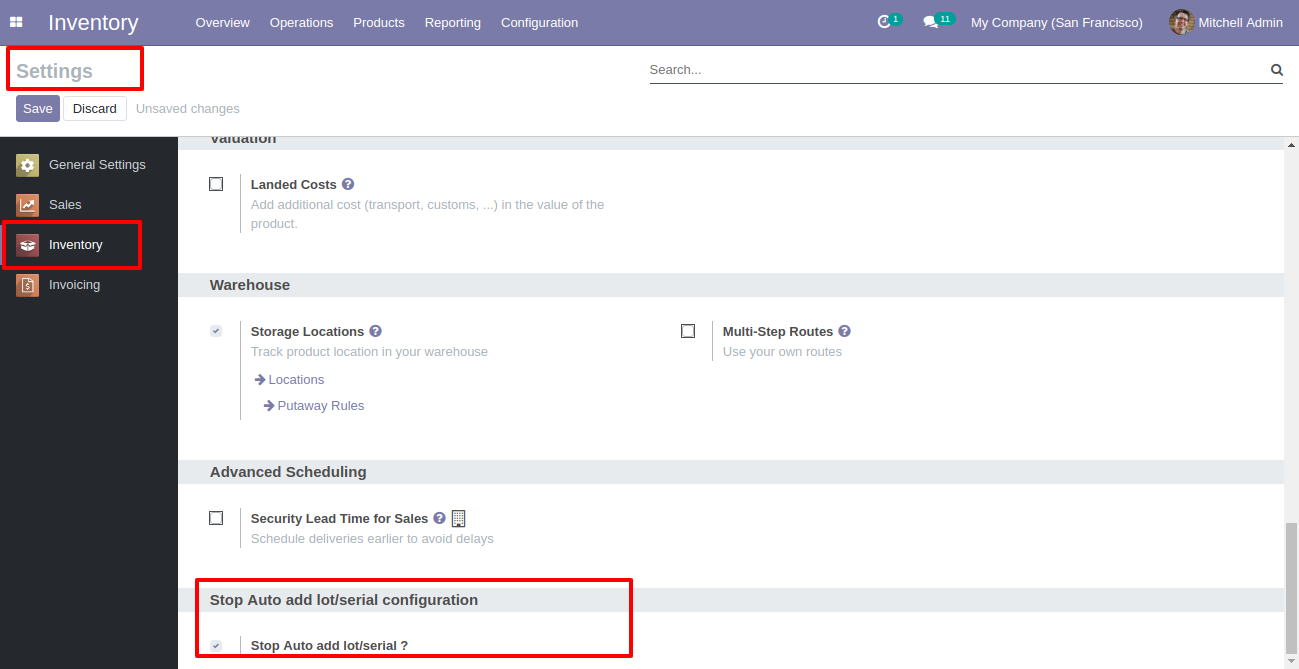 Inventory
Overview Operations Products Reporting Configuration
1 11 My Company (San Francisco) Mitchell Admin
Settings
Search...
Save Discard Unsaved changes
General Settings
Sales
Inventory
Invoicing
Valuation
Landed Costs ?
Add additional cost (transport, customs, ...) in the value of the
product.
Warehouse
Storage Locations ?
Track product location in your warehouse
Locations
Putaway Rules
Multi-Step Routes ?
Use your own routes
Advanced Scheduling
Security Lead Time for Sales ?
Schedule deliveries earlier to avoid delays
Stop Auto add lot/serial configuration
Stop Auto add lot/serial ?